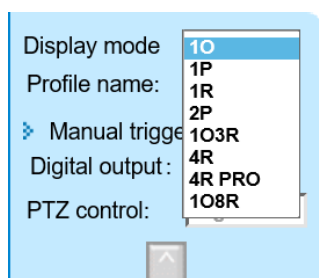 Display mode
1O
1P
Profile name:
1R
2P
Manual trigge
1O3R
Digital output:
4R
4R PRO
PTZ control:
1O8R